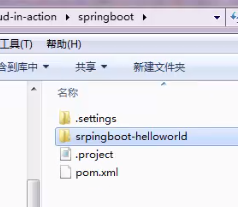 ud-in-action ▸ springboot ▸
工具(T) 帮助(H)
含到库中 共享 新建文件夹
名称
.settings
srpingboot-helloworld
.project
pom.xml